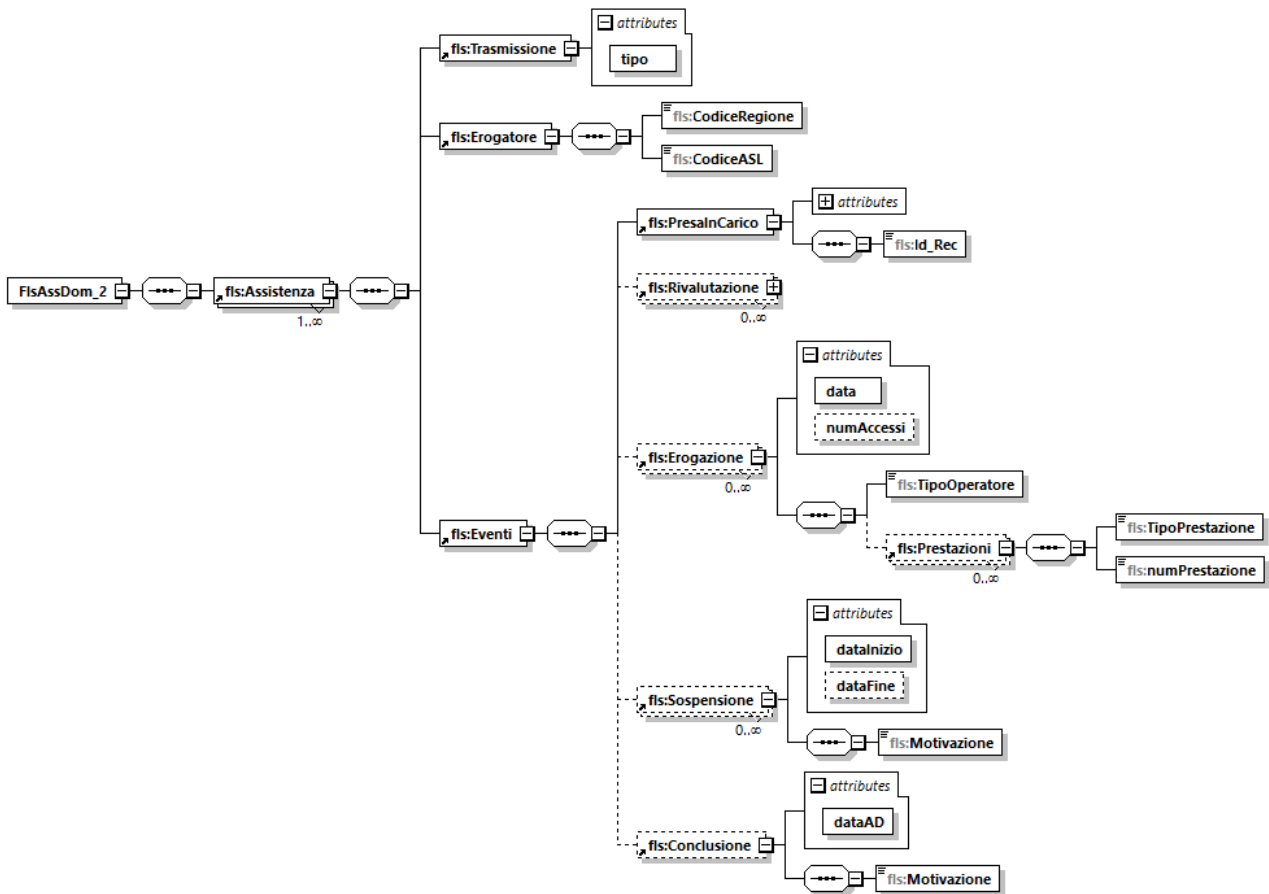 attributes
fls:Trasmissione
tipo
fls:CodiceRegione
fls:Erogatore
fls:CodiceASL
attributes
fls:PresaInCarico
fls:Id_Rec
FlsAssDom_2
fls:Assistenza
1..∞
fls:Rivalutazione
0..∞
attributes
data
numAccessi
fls:Erogazione
0..∞
fls:TipoOperatore
fls:Eventi
fls:Prestazioni
0..∞
fls:TipoPrestazione
fls:numPrestazione
attributes
dataInizio
dataFine
fls:Sospensione
0..∞
fls:Motivazione
attributes
dataAD
fls:Conclusione
fls:Motivazione